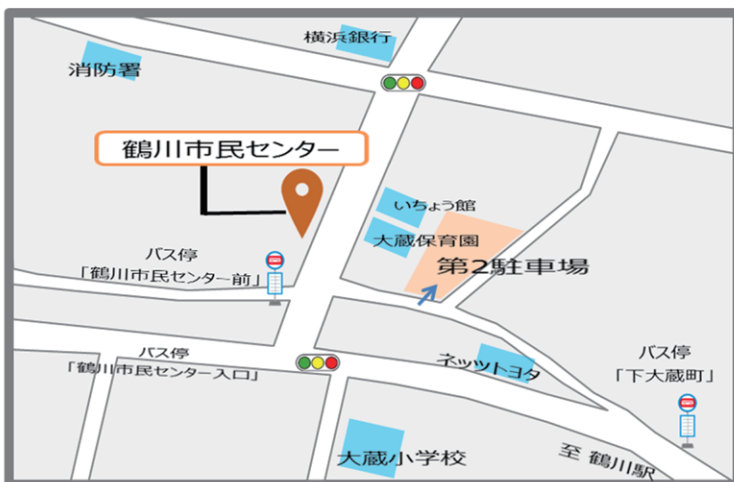 横浜銀行
消防署
鶴川市民センター
いちょう館
大蔵保育園
第2駐車場
バス停
「鶴川市民センター前」
バス停
「鶴川市民センター入口」
ネッツトヨタ
バス停
「下大蔵町」
大蔵小学校
至 鶴川駅